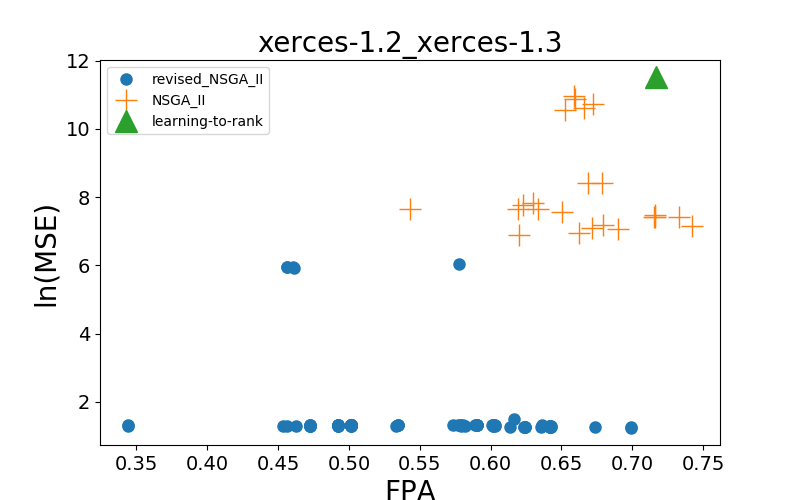 xerces-1.2_xerces-1.3
revised_NSGA_II
NSGA_II
learning-to-rank
ln(MSE)
12
10
8
6
4
2
0.35 0.40 0.45 0.50 0.55 0.60 0.65 0.70 0.75
FPA